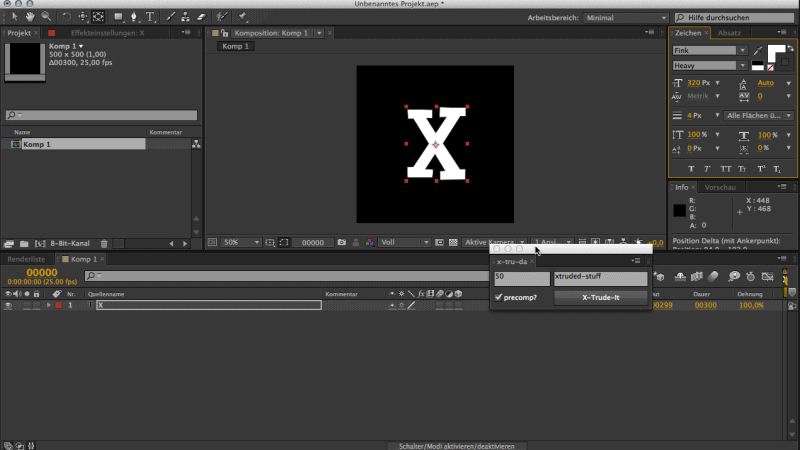 Unbenanntes Projekt.aep *
Arbeitsbereich: Minimal
Hilfe durchsuchen
Projekt
Effekteinstellungen: X
Komposition: Komp 1
Zeichen
Absatz
Komp 1
Komp 1 ▾
500 x 500 (1,00)
Δ00300, 25,00 fps
Fink
Heavy
320 Px
Auto
Metrik
0
4 Px
Alle Flächen ü...
100 %
100 %
0 Px
0 %
T T TT Tt T¹ T₁
Name
Kommentar
Komp 1
X
Info
Vorschau
R:
G:
B:
A: 0
X : 448
Y : 468
Position Delta (mit Ankerpunkt):
8-Bit-Kanal
50%
00000
Voll
Aktive Kamera
1 Ansi...
+0,0
x-tru-da
50
xtruded-stuff
precomp?
X-Trude-It
Renderliste
Komp 1
00000
0:00:00:00 (25.00 fps)
Nr.
Quellenname
Kommentar
fx
Out
Dauer
Dehnung
1
X
00299
00300
100,0%
Schalter/Modi aktivieren/deaktivieren